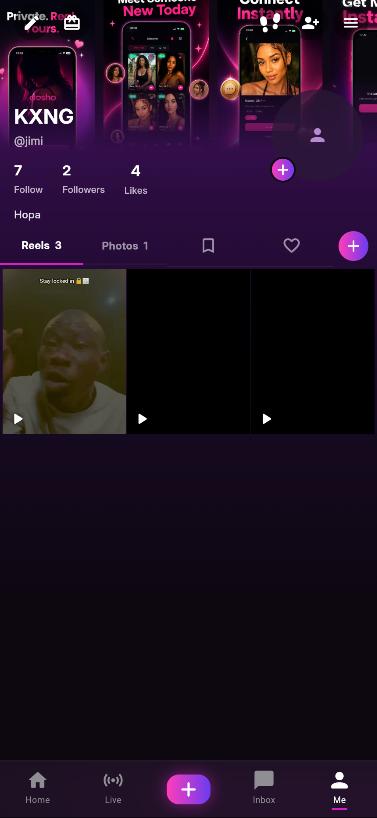 Private. Real.
Yours.
Meet Someone
New Today
Connect
Instantly
Get M
Insta
dosho
KXNG
@jimi
7
Follow
2
Followers
4
Likes
Hopa
Reels 3
Photos 1
Stay locked in
Home
Live
Inbox
Me